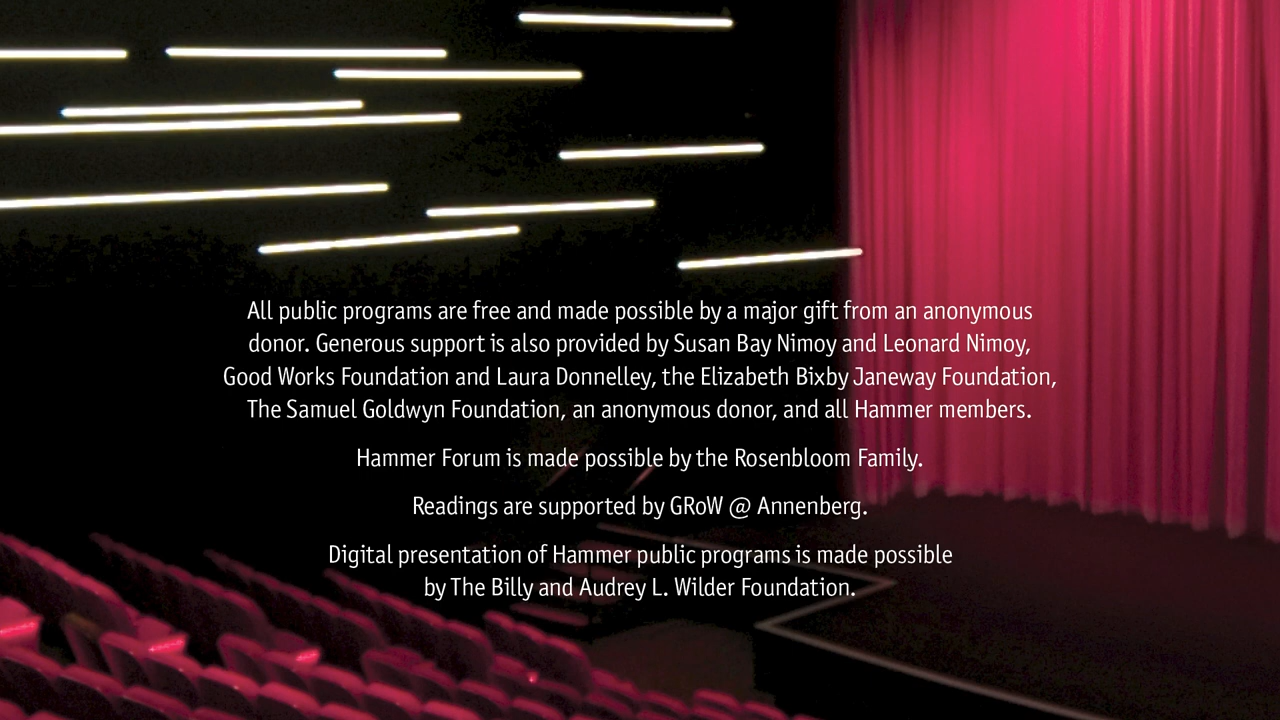 All public programs are free and made possible by a major gift from an anonymous
donor. Generous support is also provided by Susan Bay Nimoy and Leonard Nimoy,
Good Works Foundation and Laura Donnelley, the Elizabeth Bixby Janeway Foundation,
The Samuel Goldwyn Foundation, an anonymous donor, and all Hammer members.
Hammer Forum is made possible by the Rosenbloom Family.
Readings are supported by GRoW @ Annenberg.
Digital presentation of Hammer public programs is made possible
by The Billy and Audrey L. Wilder Foundation.